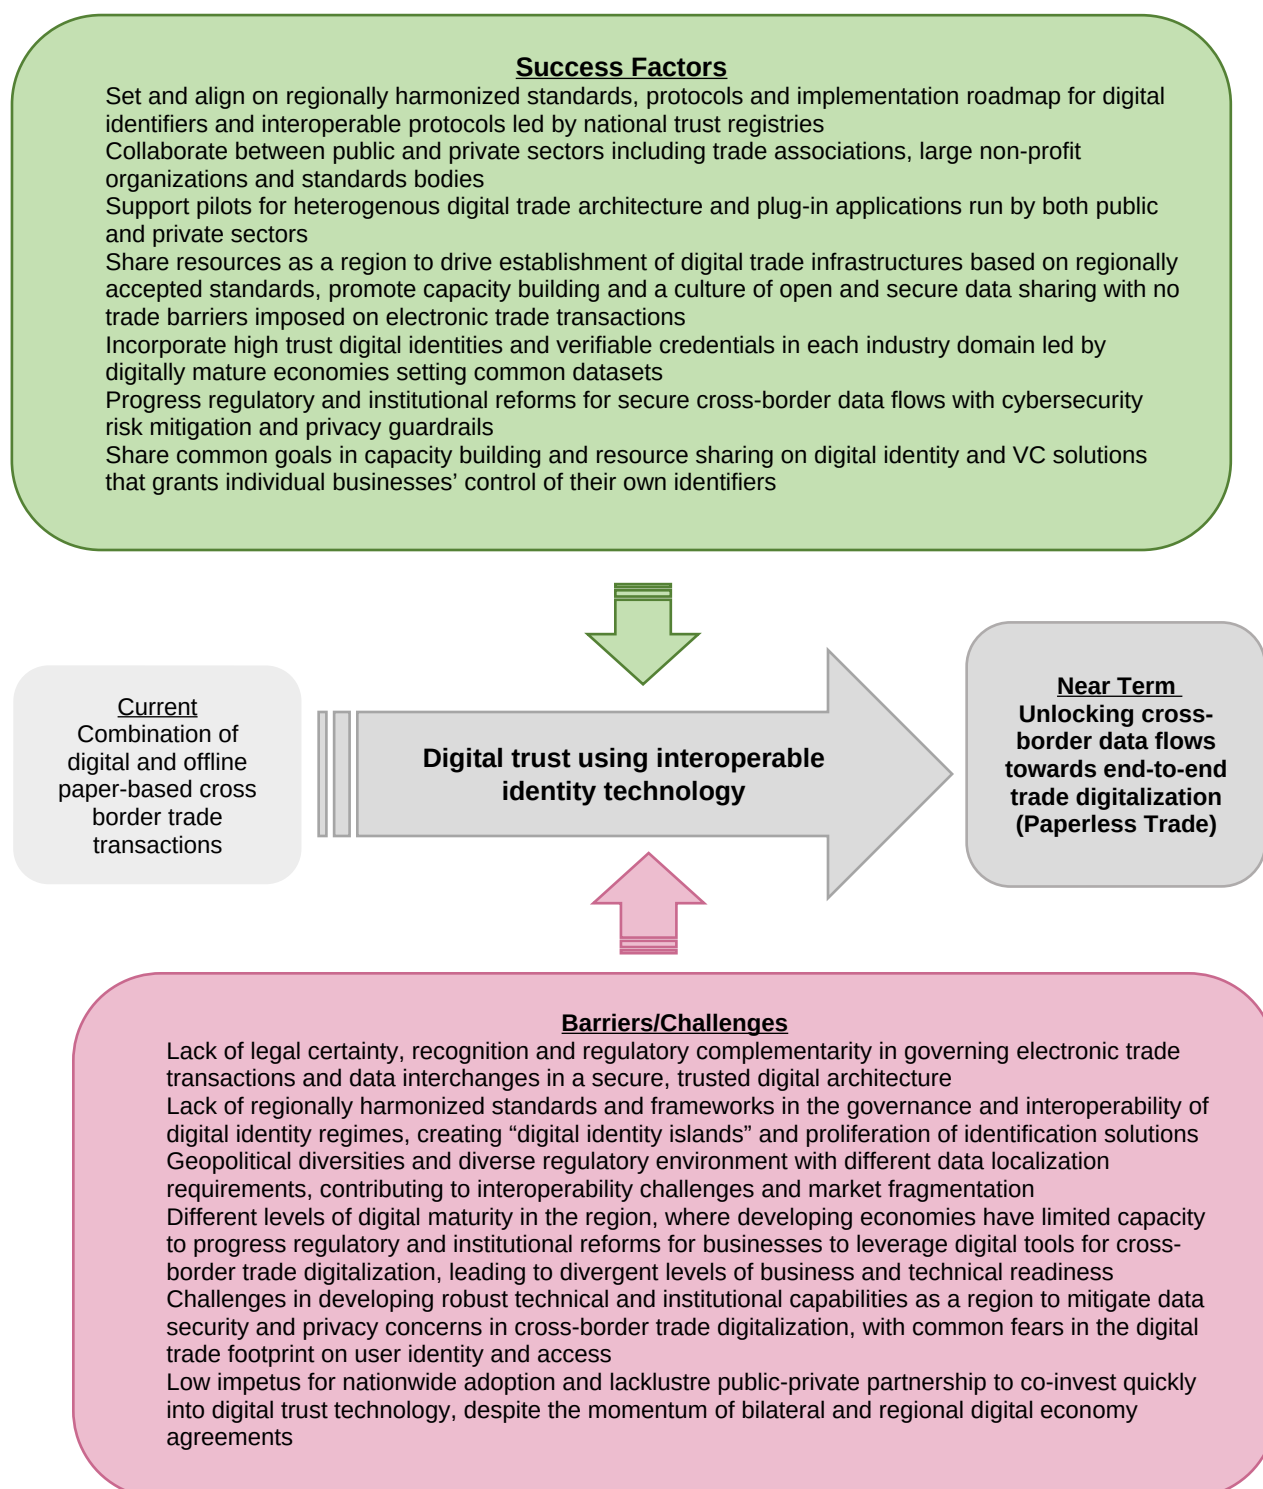 Success Factors
Set and align on regionally harmonized standards, protocols and implementation roadmap for digital
identifiers and interoperable protocols led by national trust registries
Collaborate between public and private sectors including trade associations, large non-profit
organizations and standards bodies
Support pilots for heterogenous digital trade architecture and plug-in applications run by both public
and private sectors
Share resources as a region to drive establishment of digital trade infrastructures based on regionally
accepted standards, promote capacity building and a culture of open and secure data sharing with no
trade barriers imposed on electronic trade transactions
Incorporate high trust digital identities and verifiable credentials in each industry domain led by
digitally mature economies setting common datasets
Progress regulatory and institutional reforms for secure cross-border data flows with cybersecurity
risk mitigation and privacy guardrails
Share common goals in capacity building and resource sharing on digital identity and VC solutions
that grants individual businesses’ control of their own identifiers
Current
Combination of
digital and offline
paper-based cross
border trade
transactions
Digital trust using interoperable
identity technology
Near Term
Unlocking cross-
border data flows
towards end-to-end
trade digitalization
(Paperless Trade)
Barriers/Challenges
Lack of legal certainty, recognition and regulatory complementarity in governing electronic trade
transactions and data interchanges in a secure, trusted digital architecture
Lack of regionally harmonized standards and frameworks in the governance and interoperability of
digital identity regimes, creating “digital identity islands” and proliferation of identification solutions
Geopolitical diversities and diverse regulatory environment with different data localization
requirements, contributing to interoperability challenges and market fragmentation
Different levels of digital maturity in the region, where developing economies have limited capacity
to progress regulatory and institutional reforms for businesses to leverage digital tools for cross-
border trade digitalization, leading to divergent levels of business and technical readiness
Challenges in developing robust technical and institutional capabilities as a region to mitigate data
security and privacy concerns in cross-border trade digitalization, with common fears in the digital
trade footprint on user identity and access
Low impetus for nationwide adoption and lacklustre public-private partnership to co-invest quickly
into digital trust technology, despite the momentum of bilateral and regional digital economy
agreements